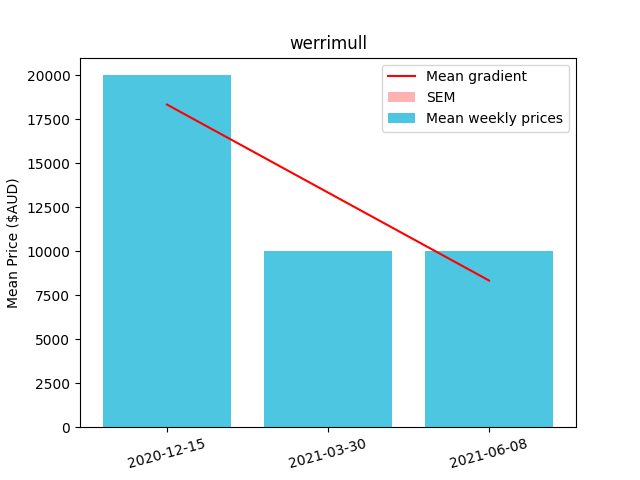 werrimull
Mean gradient
SEM
Mean weekly prices
Mean Price ($AUD)
20000
17500
15000
12500
10000
7500
5000
2500
0
2020-12-15
2021-03-30
2021-06-08